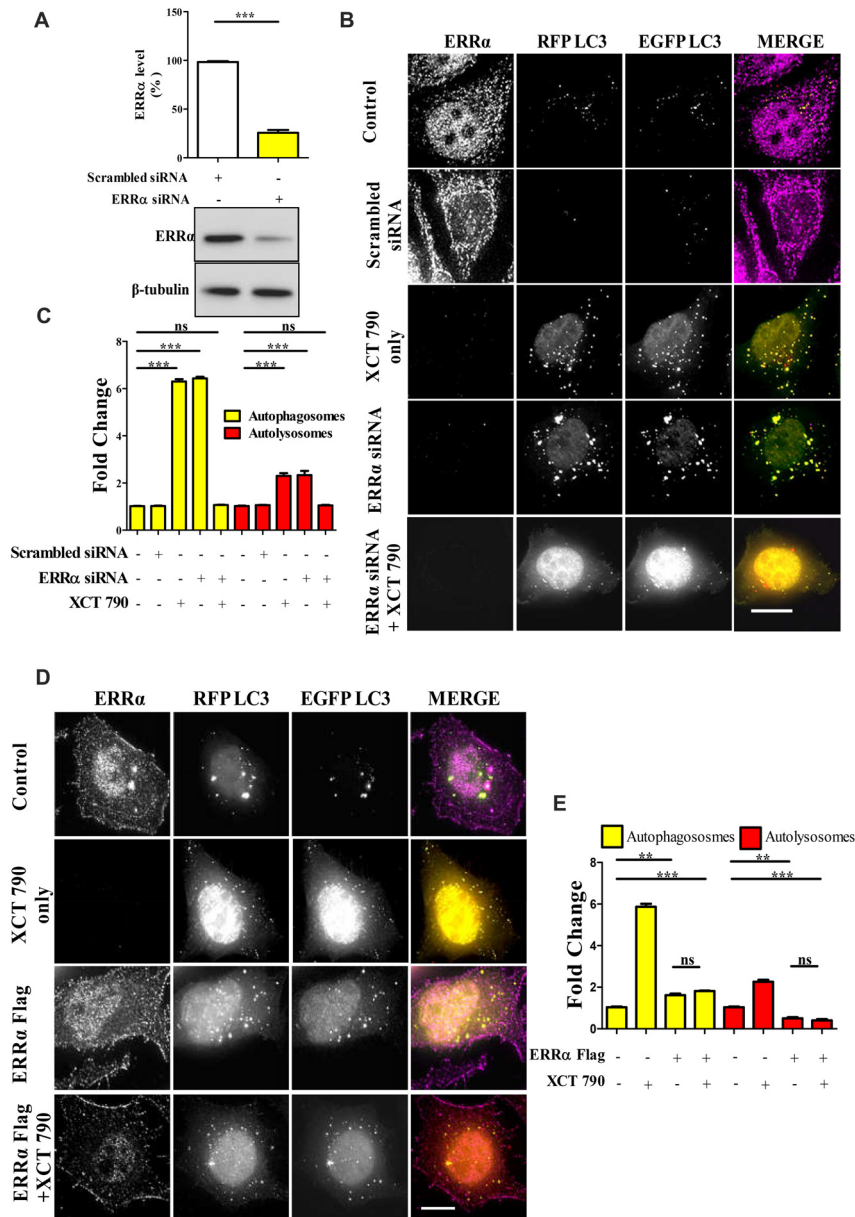 A
***
ERRα level
(%)
150
100
50
0
Scrambled siRNA + -
ERRα siRNA - +
ERRα
β-tubulin
B
ERRα RFP LC3 EGFP LC3 MERGE
Control
Scrambled
siRNA
XCT 790
only
ERRα siRNA
ERRα siRNA
+ XCT 790
C
ns ns
*** ***
*** ***
Fold Change
8
6
4
2
0
Autophagosomes
Autolysosomes
Scrambled siRNA - + - - - - + - - -
ERRα siRNA - - - + + - - - + +
XCT 790 - - + - + - - + - +
D
ERRα RFP LC3 EGFP LC3 MERGE
Control
XCT 790
only
ERRα Flag
ERRα Flag
+XCT 790
E
Autophagososmes Autolysosomes
** **
*** ***
ns ns
Fold Change
8
6
4
2
0
ERRα Flag - - + + - - + +
XCT 790 - + - + - + - +